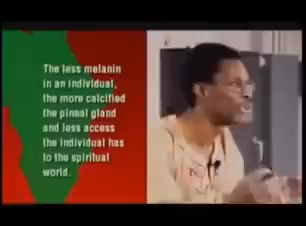 The less melanin
in an individual,
the more calcified
the pineal gland
and less access
the individual has
to the spiritual
world.